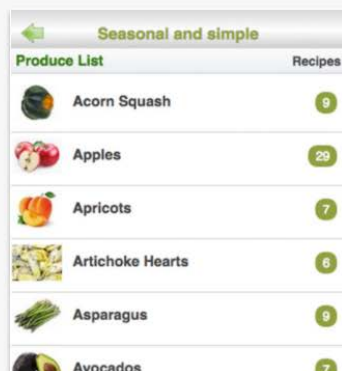 Seasonal and simple
Produce List Recipes
Acorn Squash 9
Apples 29
Apricots 7
Artichoke Hearts 6
Asparagus 9
Avocados 7